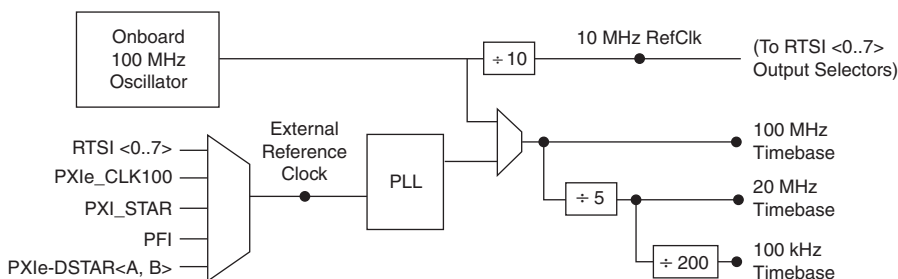 Onboard
100 MHz
Oscillator
÷ 10
10 MHz RefClk
(To RTSI <0..7>
Output Selectors)
RTSI <0..7>
PXIe_CLK100
PXI_STAR
PFI
PXIe-DSTAR<A, B>
External
Reference
Clock
PLL
100 MHz
Timebase
÷ 5
20 MHz
Timebase
÷ 200
100 kHz
Timebase